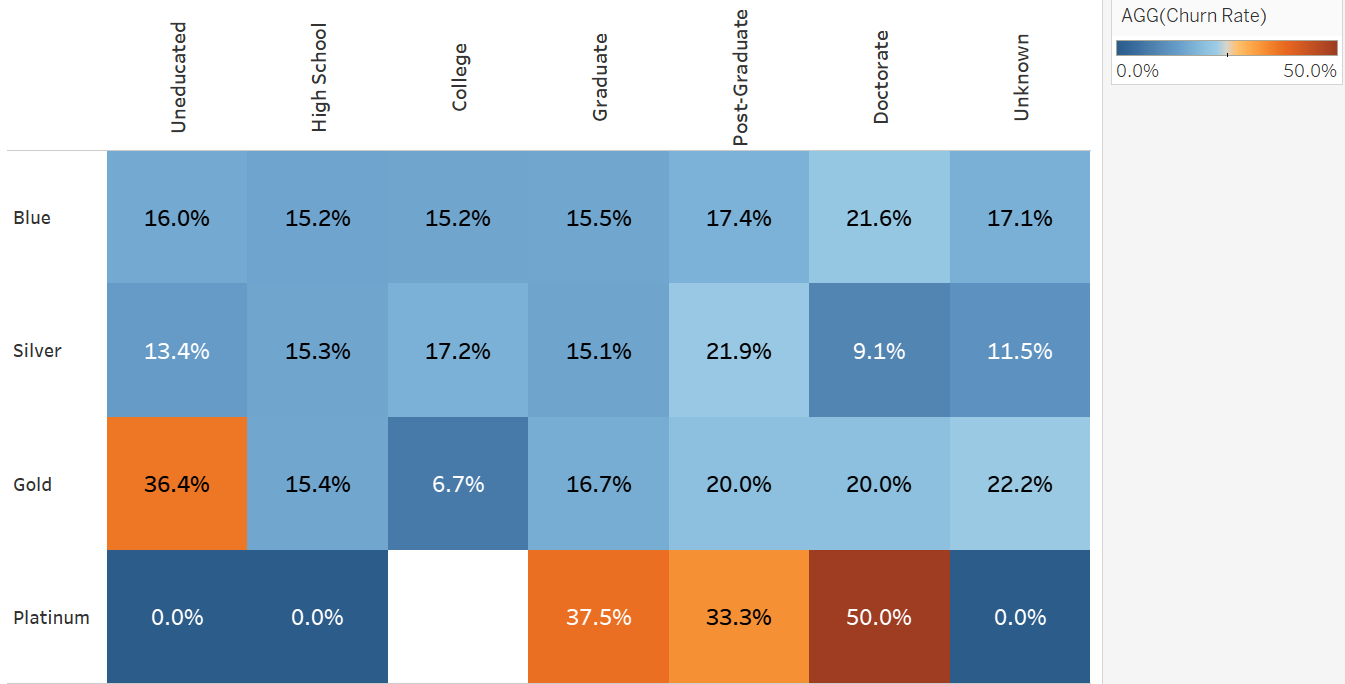 AGG(Churn Rate)
0.0% 50.0%
Uneducated High School College Graduate Post-Graduate Doctorate Unknown
Blue 16.0% 15.2% 15.2% 15.5% 17.4% 21.6% 17.1%
Silver 13.4% 15.3% 17.2% 15.1% 21.9% 9.1% 11.5%
Gold 36.4% 15.4% 6.7% 16.7% 20.0% 20.0% 22.2%
Platinum 0.0% 0.0% 37.5% 33.3% 50.0% 0.0%